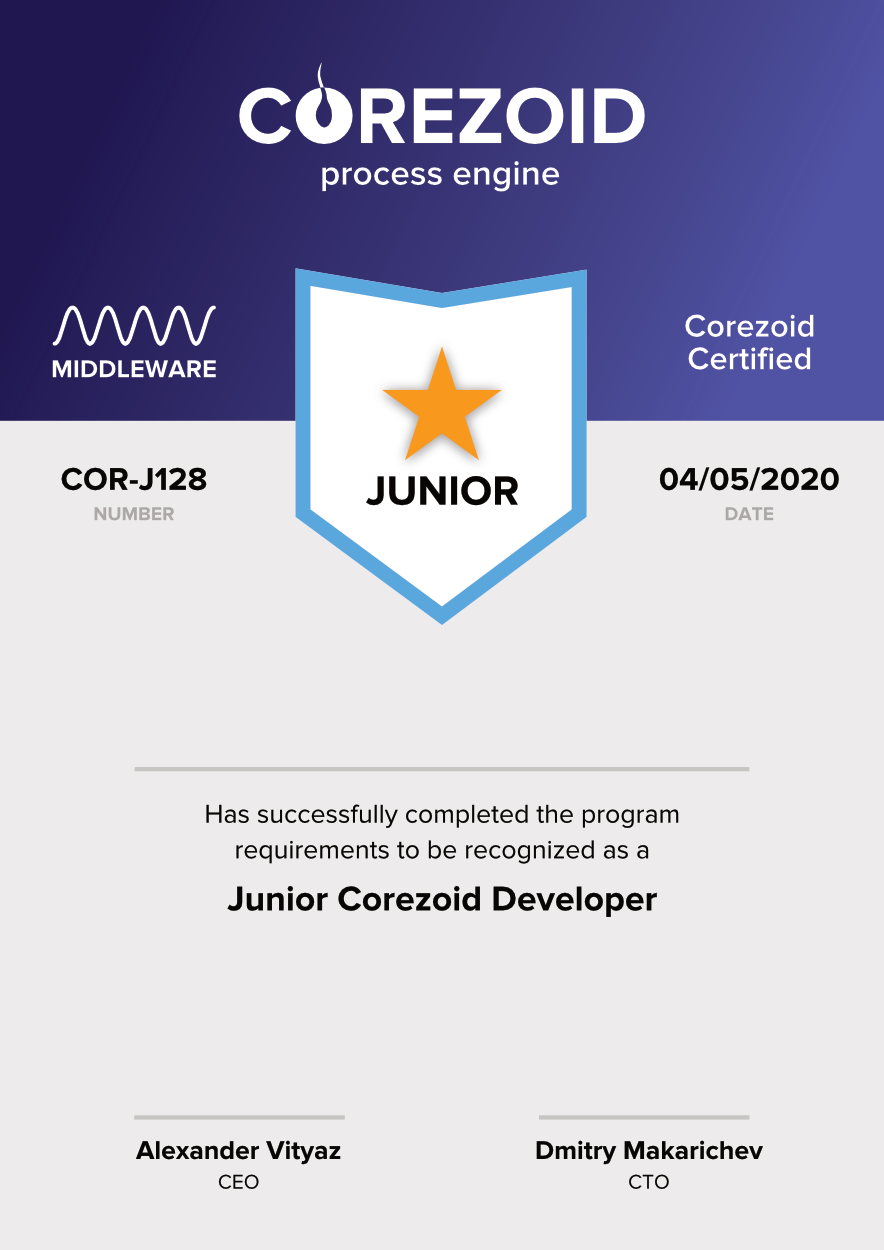 COREZOID
process engine
MIDDLEWARE
Corezoid
Certified
JUNIOR
COR-J128
NUMBER
04/05/2020
DATE
Has successfully completed the program
requirements to be recognized as a
Junior Corezoid Developer
Alexander Vityaz
CEO
Dmitry Makarichev
CTO